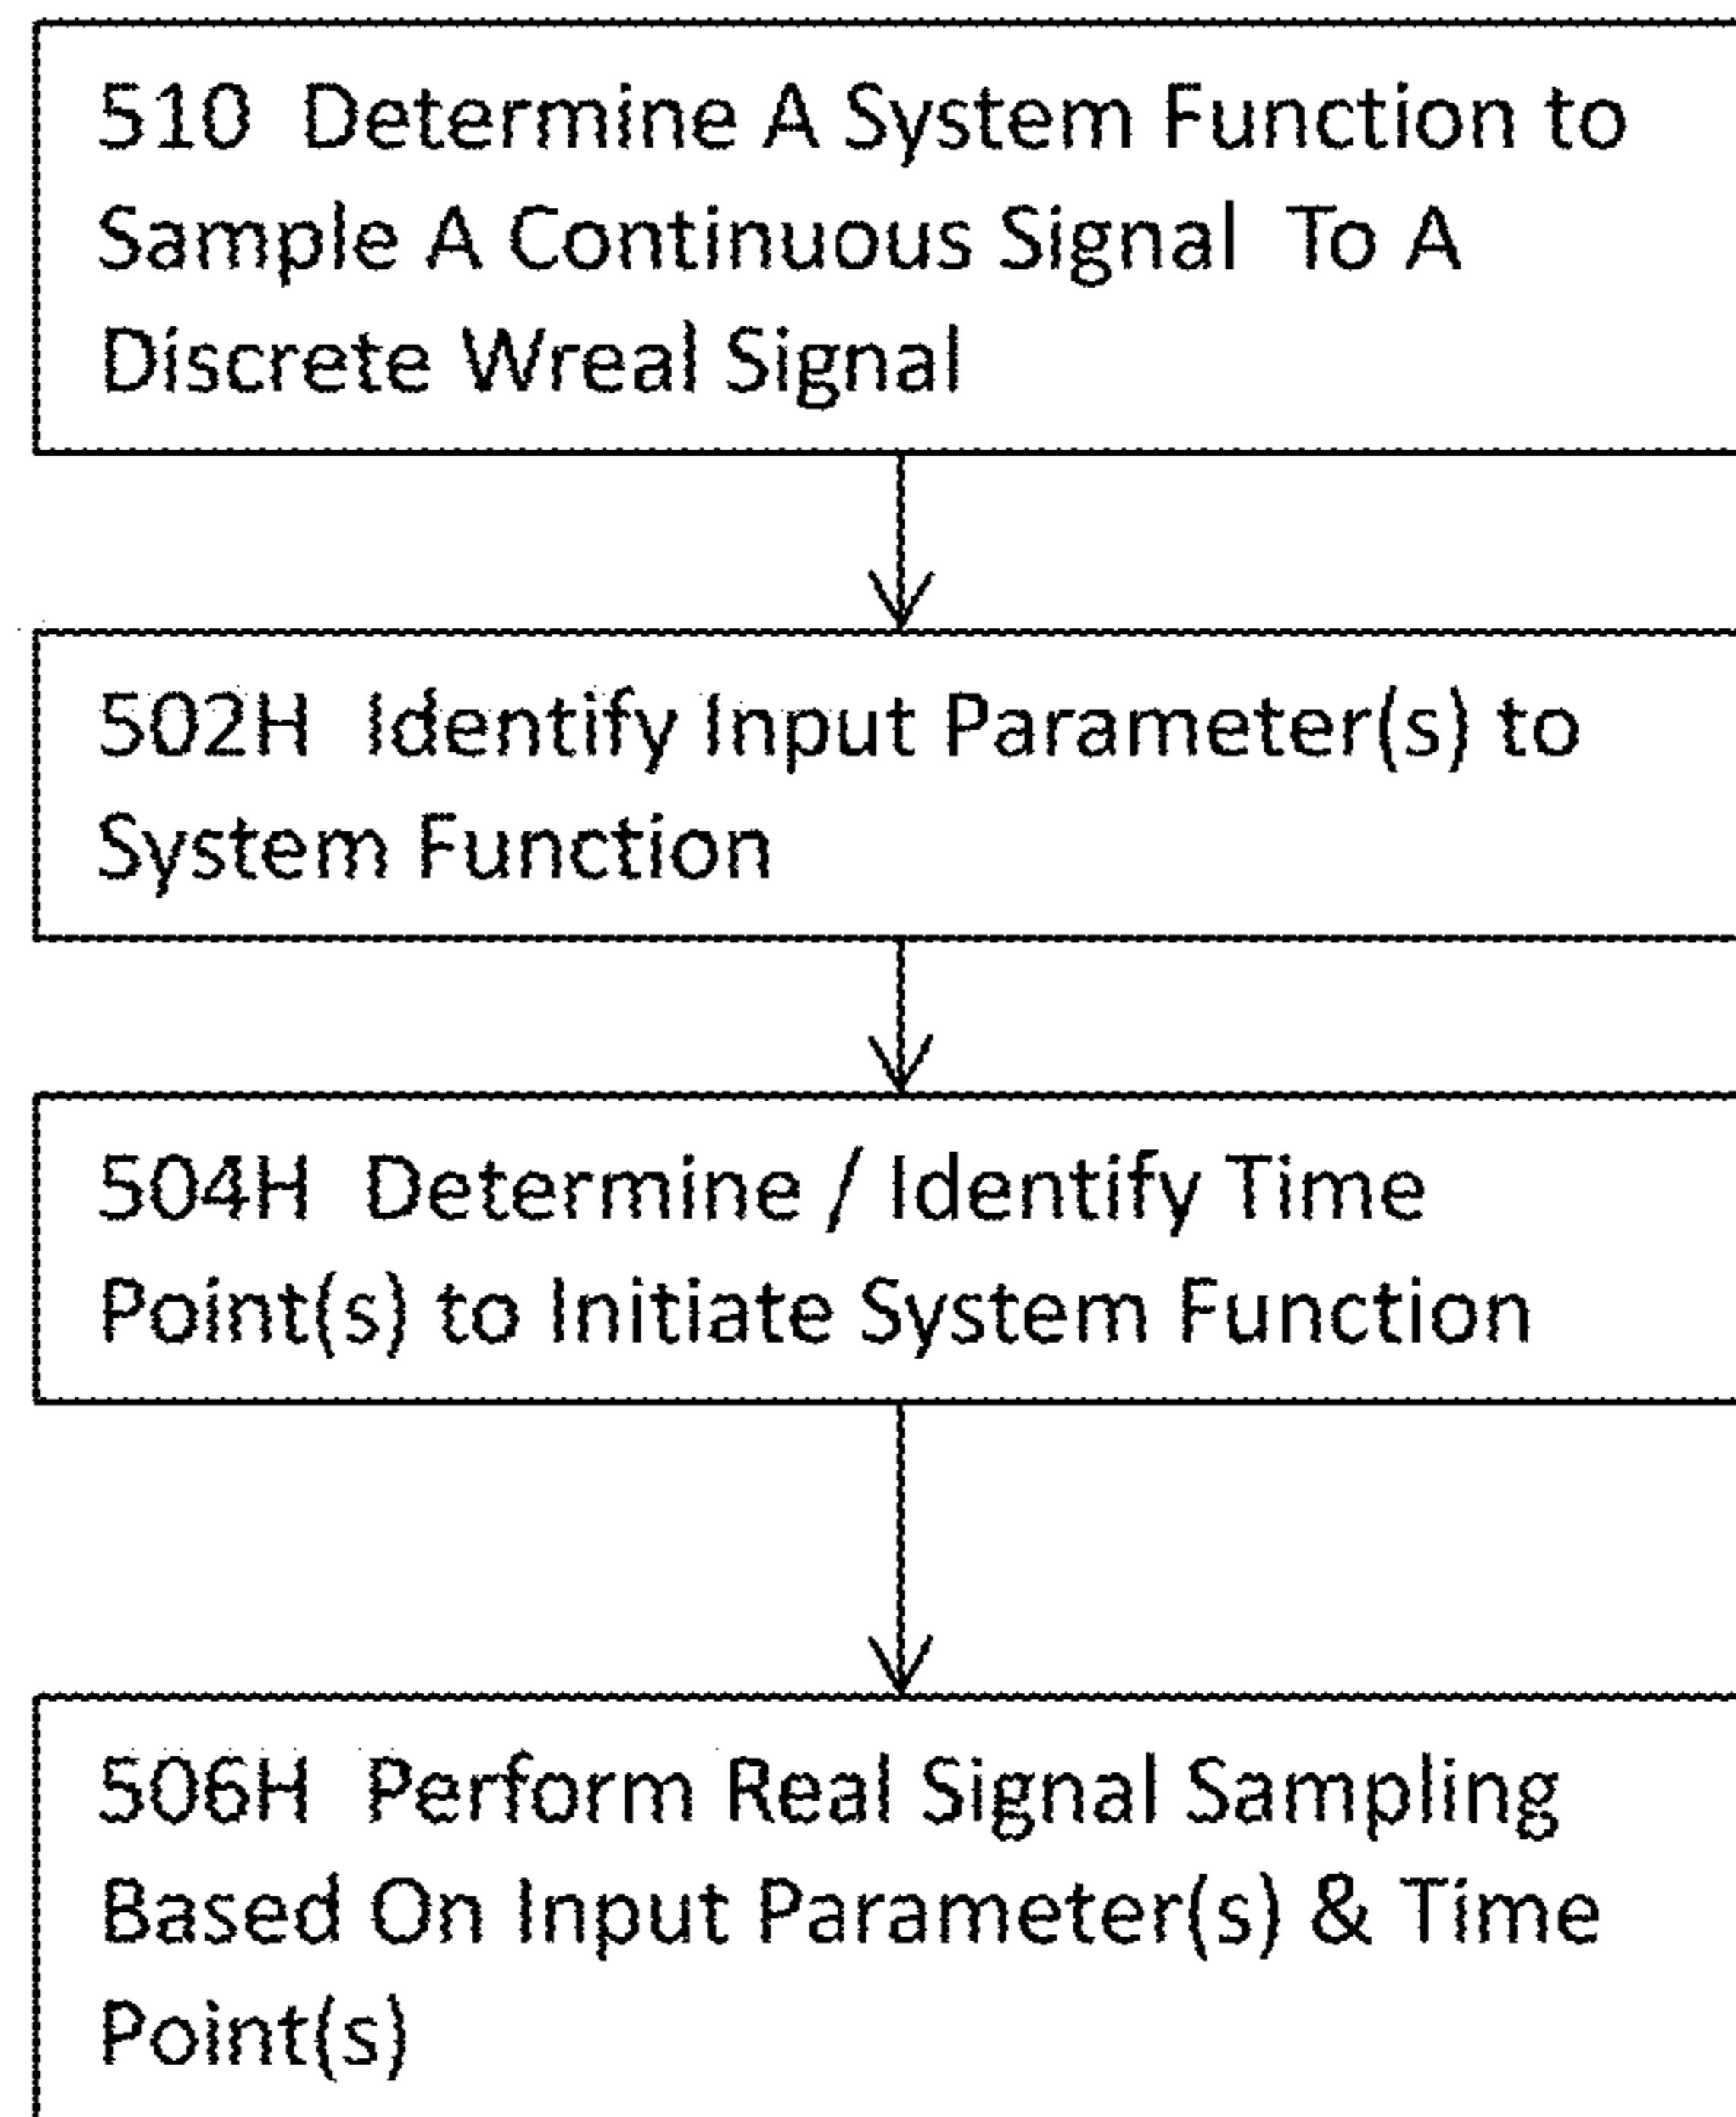 510 Determine A System Function to
Sample A Continuous Signal To A
Discrete Wreal Signal
502H Identify Input Parameter(s) to
System Function
504H Determine / Identify Time
Point(s) to Initiate System Function
506H Perform Real Signal Sampling
Based On Input Parameter(s) & Time
Point(s)